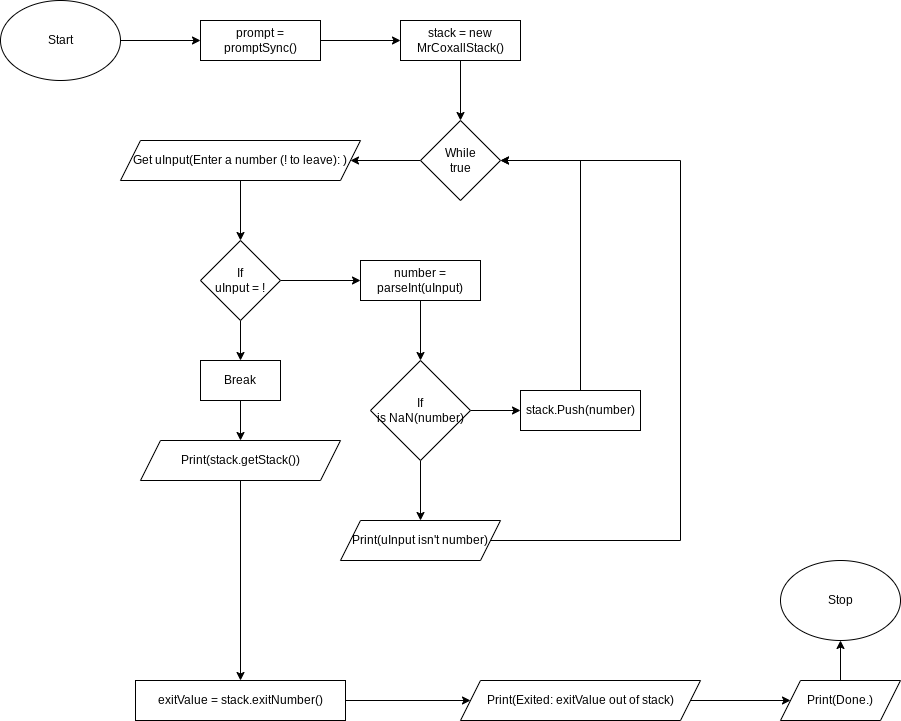 Start
prompt =
promptSync()
stack = new
MrCoxallStack()
While
true
Get uInput(Enter a number (! to leave): )
If
uInput = !
number =
parseInt(uInput)
Break
If
is NaN(number)
stack.Push(number)
Print(stack.getStack())
Print(uInput isn't number)
Stop
exitValue = stack.exitNumber()
Print(Exited: exitValue out of stack)
Print(Done.)